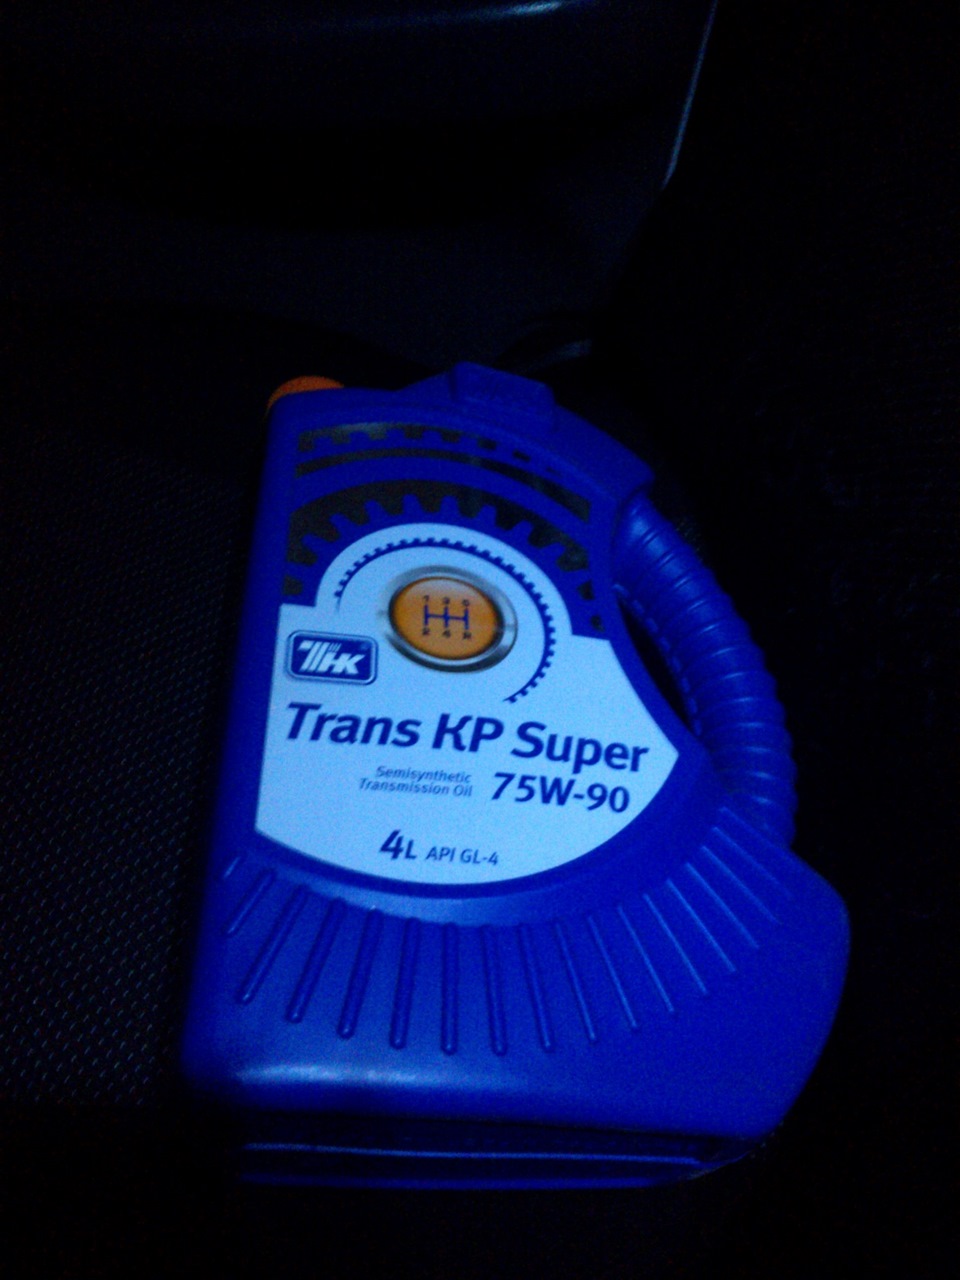 ТНК
Trans KP Super
Semisynthetic
Transmission Oil
75W-90
4L API GL-4